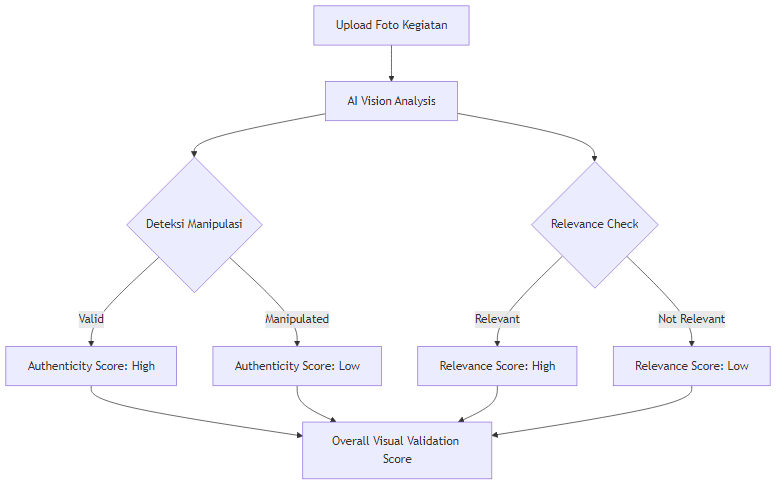 Upload Foto Kegiatan
AI Vision Analysis
Deteksi Manipulasi
Relevance Check
Valid
Manipulated
Relevant
Not Relevant
Authenticity Score: High
Authenticity Score: Low
Relevance Score: High
Relevance Score: Low
Overall Visual Validation
Score